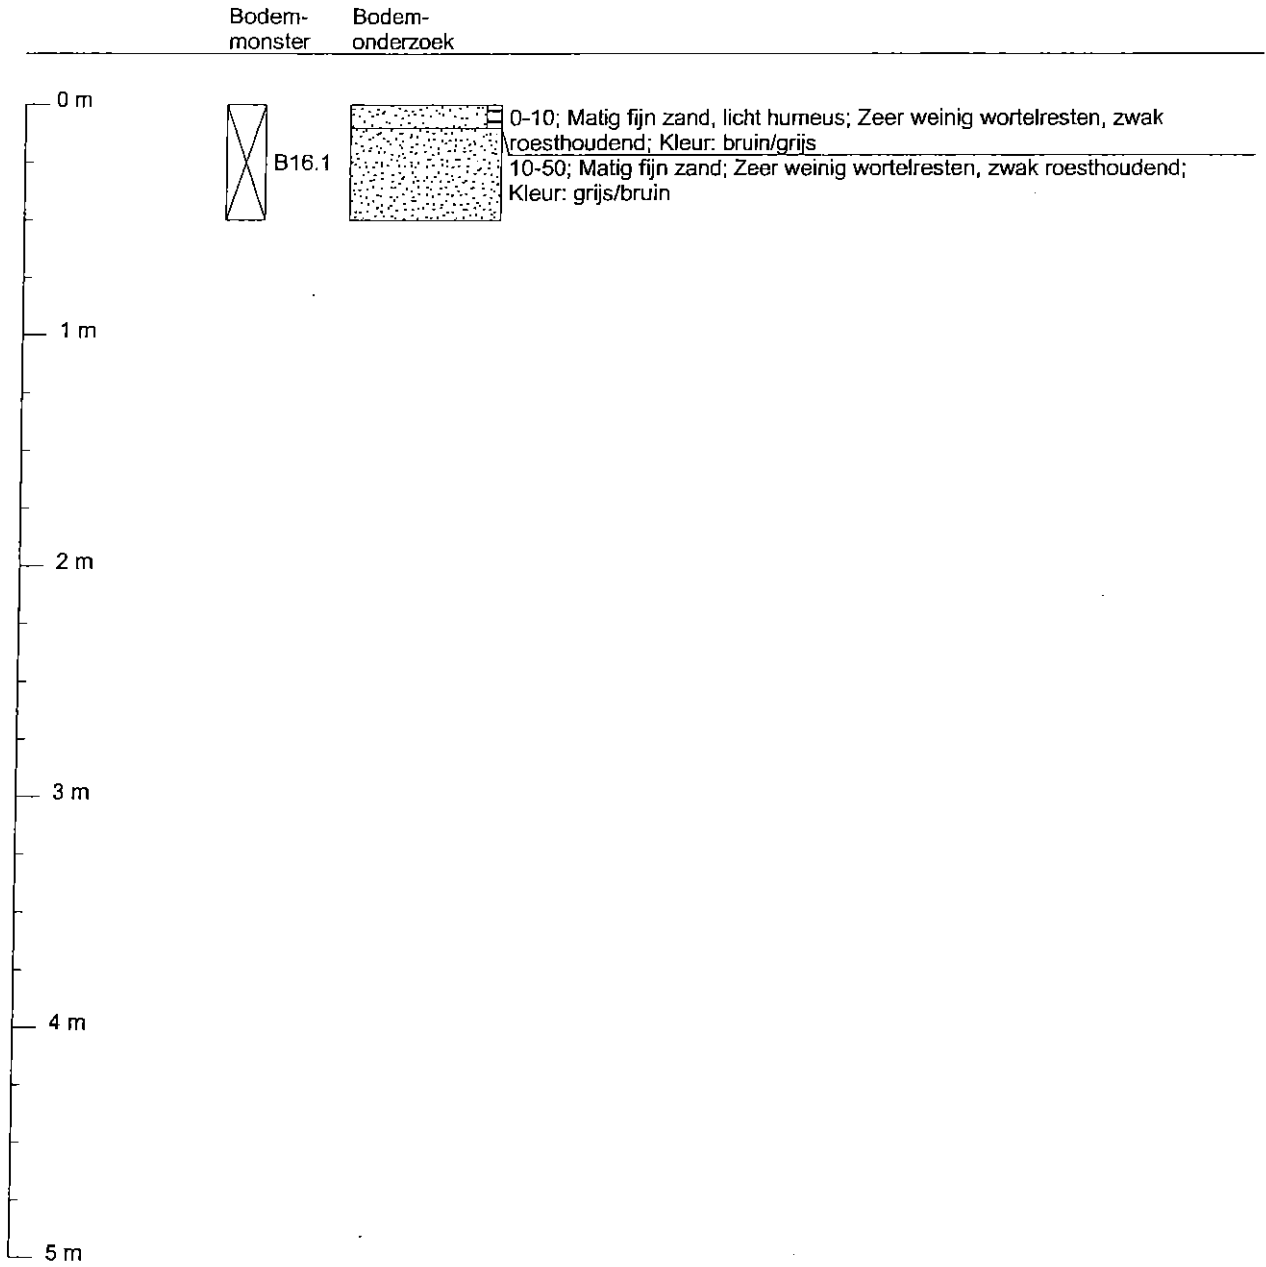 Bodem-
monster
Bodem-
onderzoek
0 m
B16.1
0-10; Matig fijn zand, licht humeus; Zeer weinig wortelresten, zwak
roesthoudend; Kleur: bruin/grijs
10-50; Matig fijn zand; Zeer weinig wortelresten, zwak roesthoudend;
Kleur: grijs/bruin
1 m
2 m
3 m
4 m
5 m